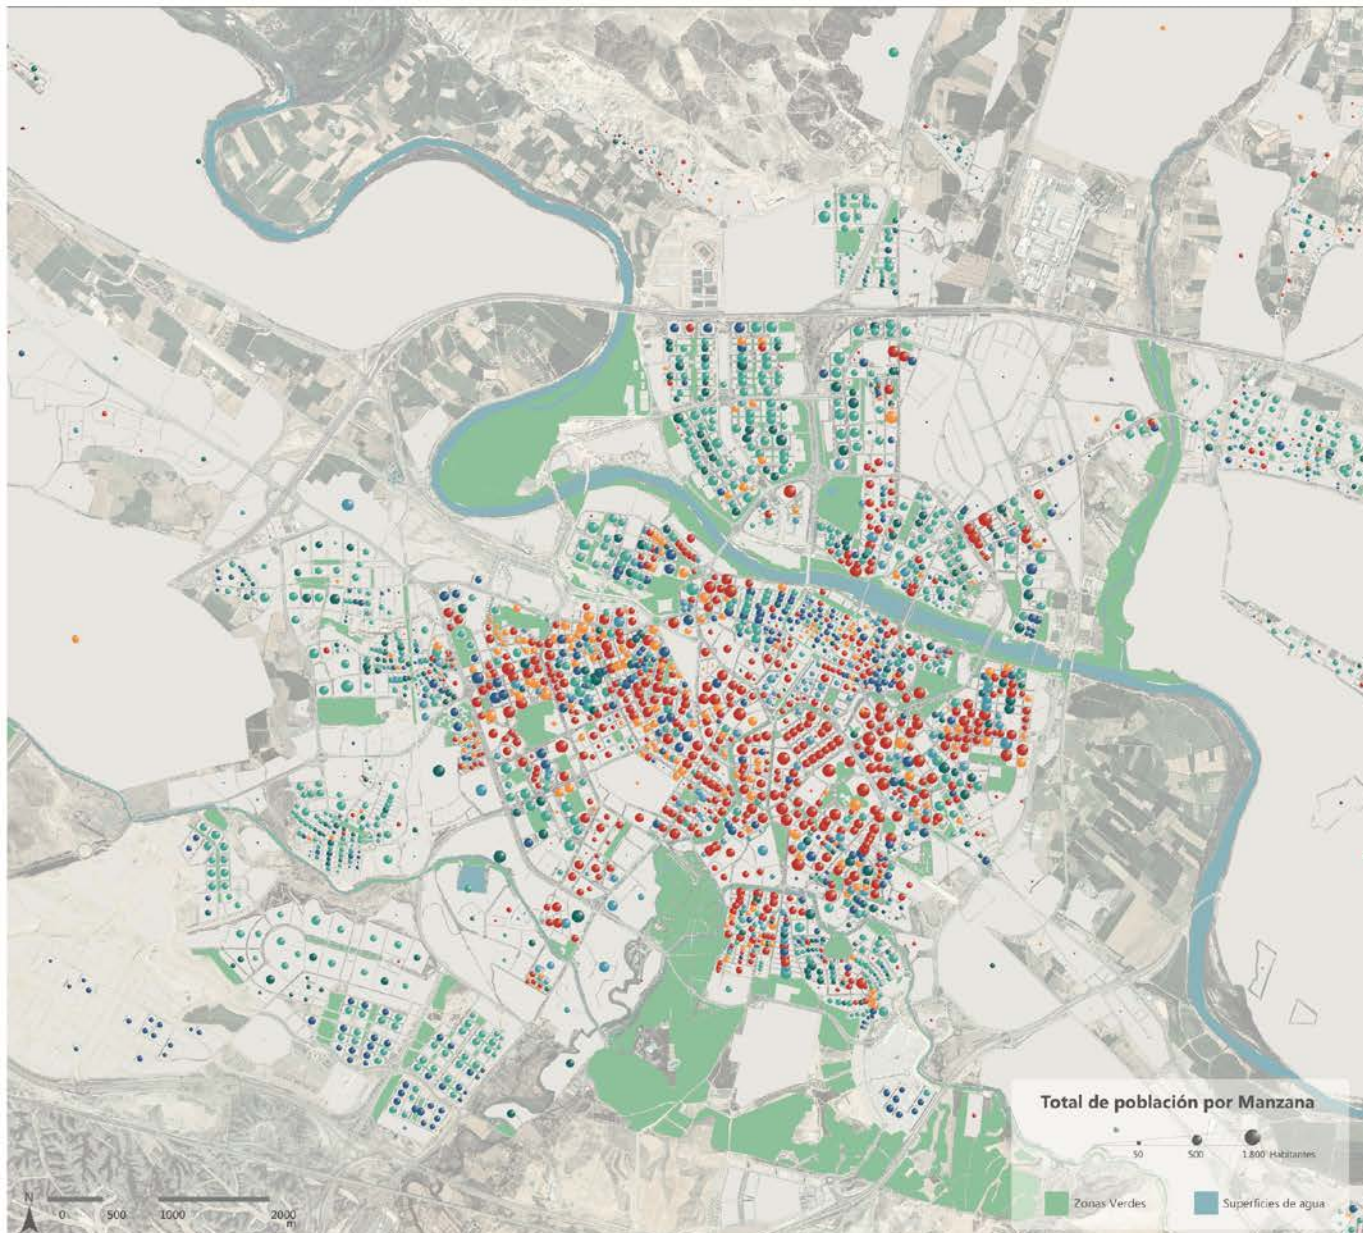 Total de población por Manzana
50 500 1.800 Habitantes
Zonas Verdes Superficies de agua
N
0 500 1000 2000
m